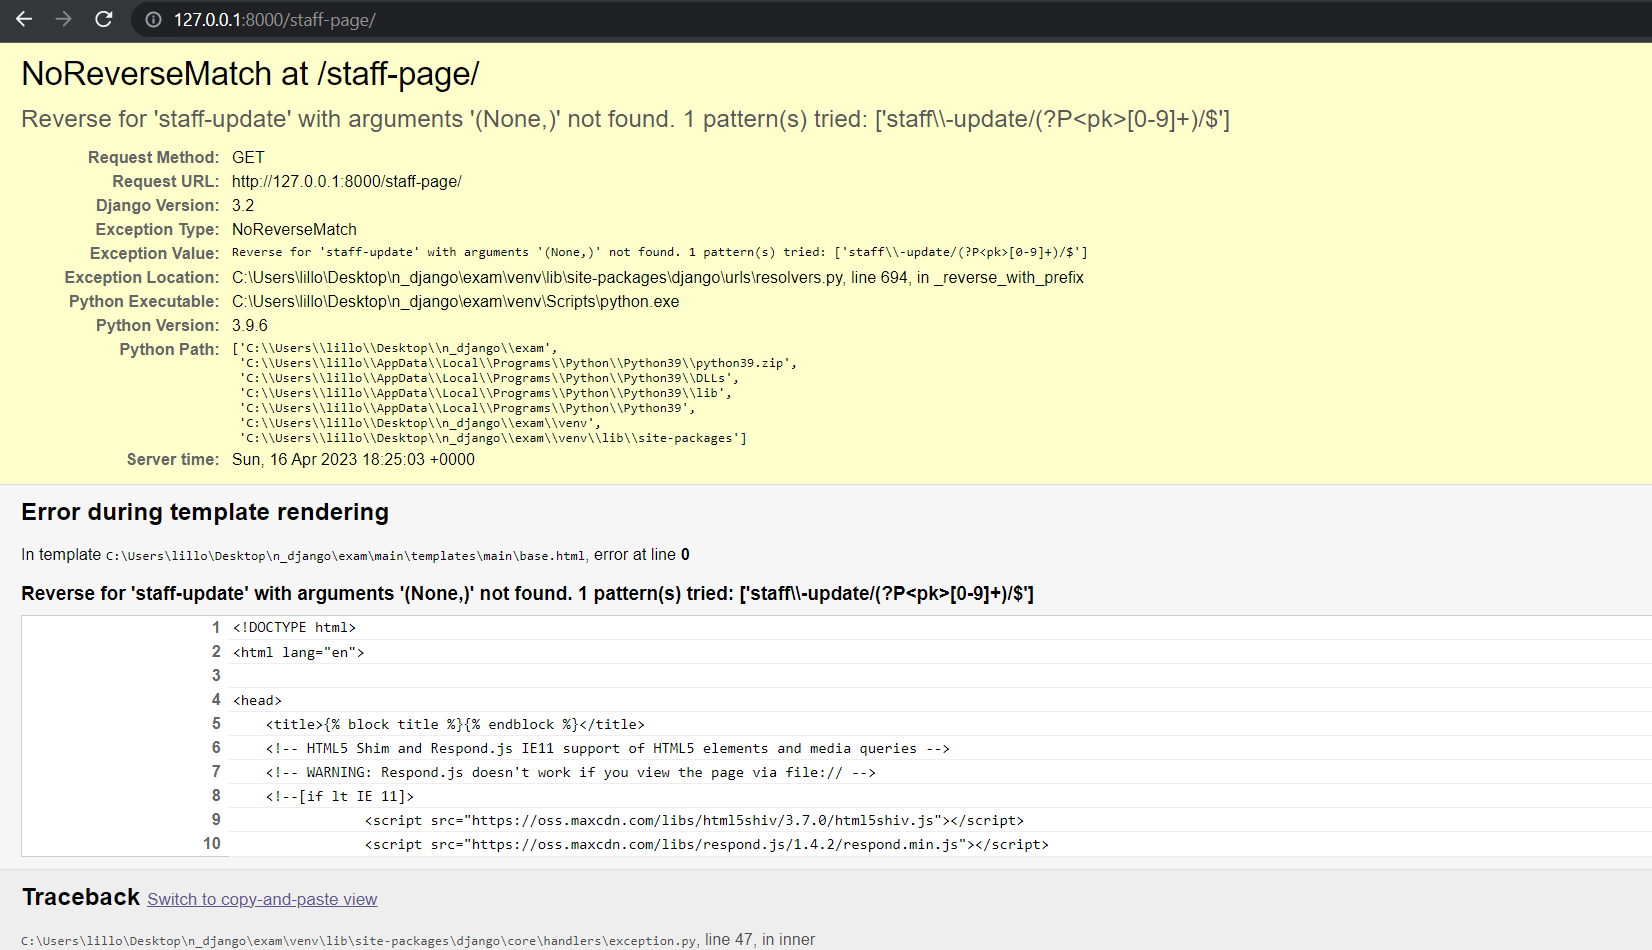 127.0.0.1:8000/staff-page/
NoReverseMatch at /staff-page/
Reverse for 'staff-update' with arguments '(None,)' not found. 1 pattern(s) tried: ['staff\\-update/(?P<pk>[0-9]+)/$']
Request Method: GET
Request URL: http://127.0.0.1:8000/staff-page/
Django Version: 3.2
Exception Type: NoReverseMatch
Exception Value: Reverse for 'staff-update' with arguments '(None,)' not found. 1 pattern(s) tried: ['staff\\-update/(?P<pk>[0-9]+)/$']
Exception Location: C:\Users\lillo\Desktop\n_django\exam\venv\lib\site-packages\django\urls\resolvers.py, line 694, in _reverse_with_prefix
Python Executable: C:\Users\lillo\Desktop\n_django\exam\venv\Scripts\python.exe
Python Version: 3.9.6
Python Path: ['C:\\Users\\lillo\\Desktop\\n_django\\exam',
'C:\\Users\\lillo\\AppData\\Local\\Programs\\Python\\Python39\\python39.zip',
'C:\\Users\\lillo\\AppData\\Local\\Programs\\Python\\Python39\\DLLs',
'C:\\Users\\lillo\\AppData\\Local\\Programs\\Python\\Python39\\lib',
'C:\\Users\\lillo\\AppData\\Local\\Programs\\Python\\Python39',
'C:\\Users\\lillo\\Desktop\\n_django\\exam\\venv',
'C:\\Users\\lillo\\Desktop\\n_django\\exam\\venv\\lib\\site-packages']
Server time: Sun, 16 Apr 2023 18:25:03 +0000
Error during template rendering
In template C:\Users\lillo\Desktop\n_django\exam\main\templates\main\base.html, error at line 0
Reverse for 'staff-update' with arguments '(None,)' not found. 1 pattern(s) tried: ['staff\\-update/(?P<pk>[0-9]+)/$']
1 <!DOCTYPE html>
2 <html lang="en">
3
4 <head>
5 <title>{% block title %}{% endblock %}</title>
6 <!-- HTML5 Shim and Respond.js IE11 support of HTML5 elements and media queries -->
7 <!-- WARNING: Respond.js doesn't work if you view the page via file:// -->
8 <!--[if lt IE 11]>
9 <script src="https://oss.maxcdn.com/libs/html5shiv/3.7.0/html5shiv.js"></script>
10 <script src="https://oss.maxcdn.com/libs/respond.js/1.4.2/respond.min.js"></script>
Traceback Switch to copy-and-paste view
C:\Users\lillo\Desktop\n_django\exam\venv\lib\site-packages\django\core\handlers\exception.py, line 47, in inner